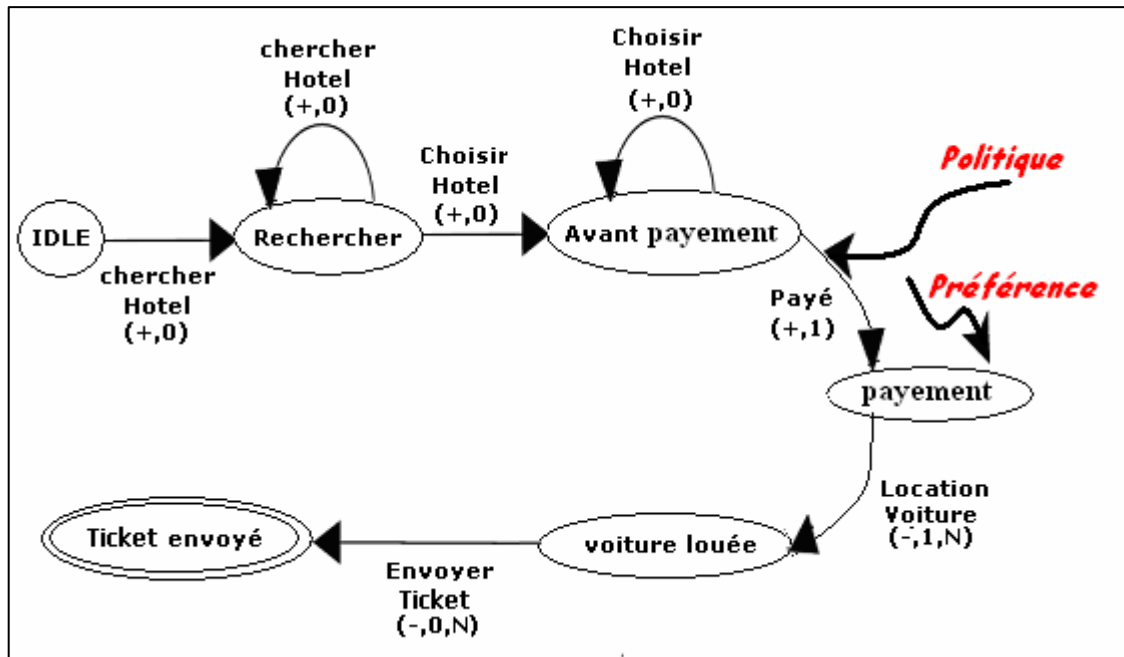 chercher
Hotel
(+,0)
Choisir
Hotel
(+,0)
Choisir
Hotel
(+,0)
Politique
IDLE
Rechercher
Avant payement
chercher
Hotel
(+,0)
Payé
(+,1)
Préférence
payement
Location
Voiture
(-,1,N)
Ticket envoyé
voiture louée
Envoyer
Ticket
(-,0,N)